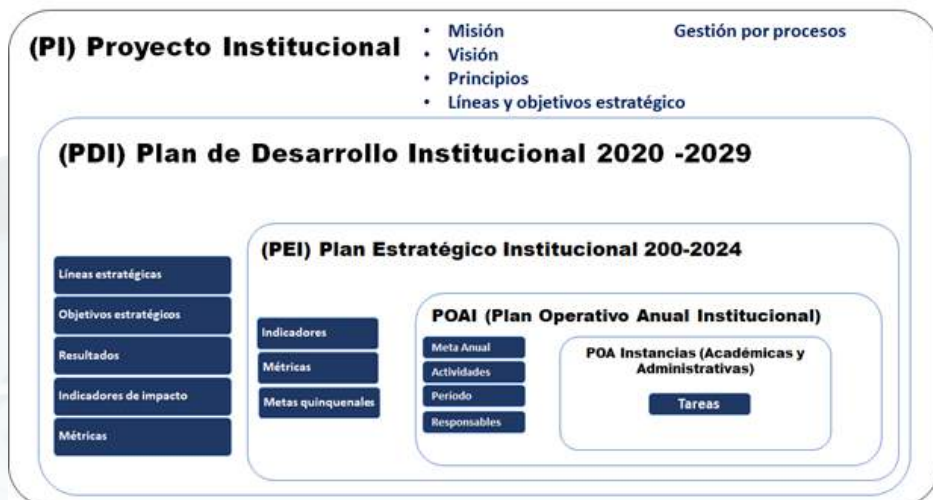 (PI) Proyecto Institucional
• Misión
• Visión
• Principios
• Líneas y objetivos estratégico
Gestión por procesos
(PDI) Plan de Desarrollo Institucional 2020 -2029
Líneas estratégicas
Objetivos estratégicos
Resultados
Indicadores de impacto
Métricas
(PEI) Plan Estratégico Institucional 200-2024
Indicadores
Métricas
Metas quinquenales
POAI (Plan Operativo Anual Institucional)
Meta Anual
Actividades
Período
Responsables
POA Instancias (Académicas y
Administrativas)
Tareas